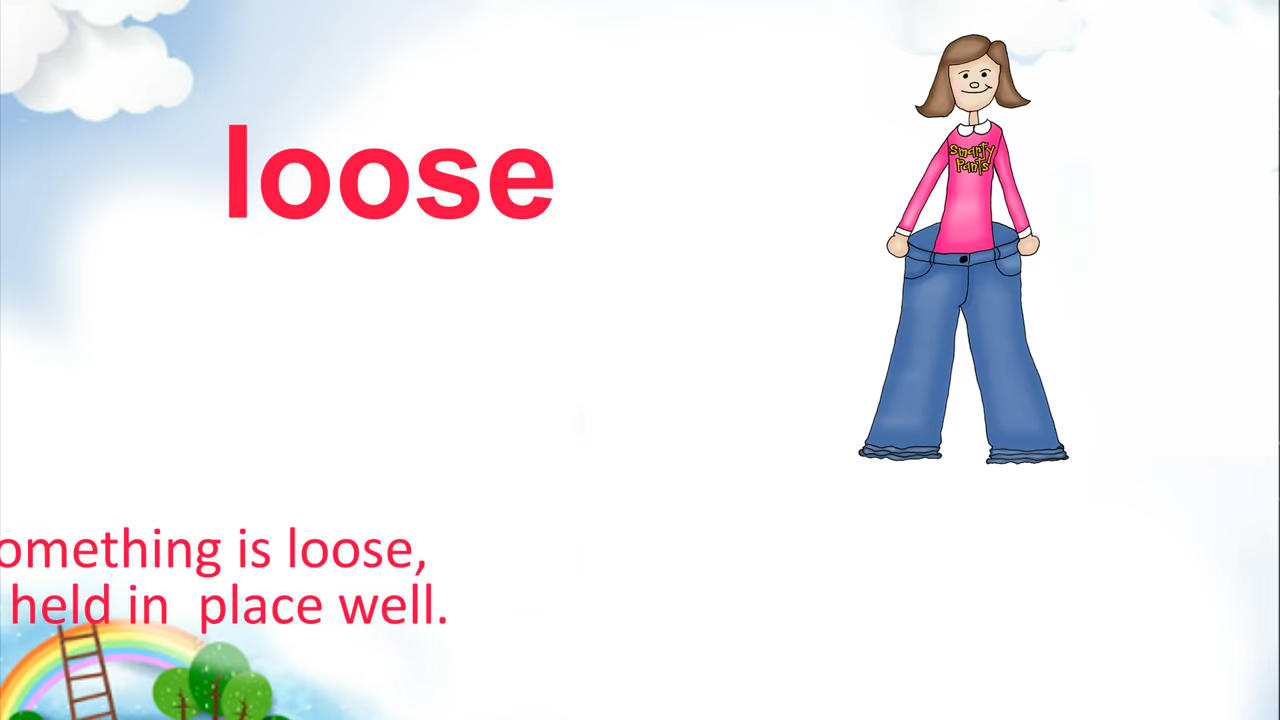 loose
smarty
Pants
omething is loose,
held in place well.